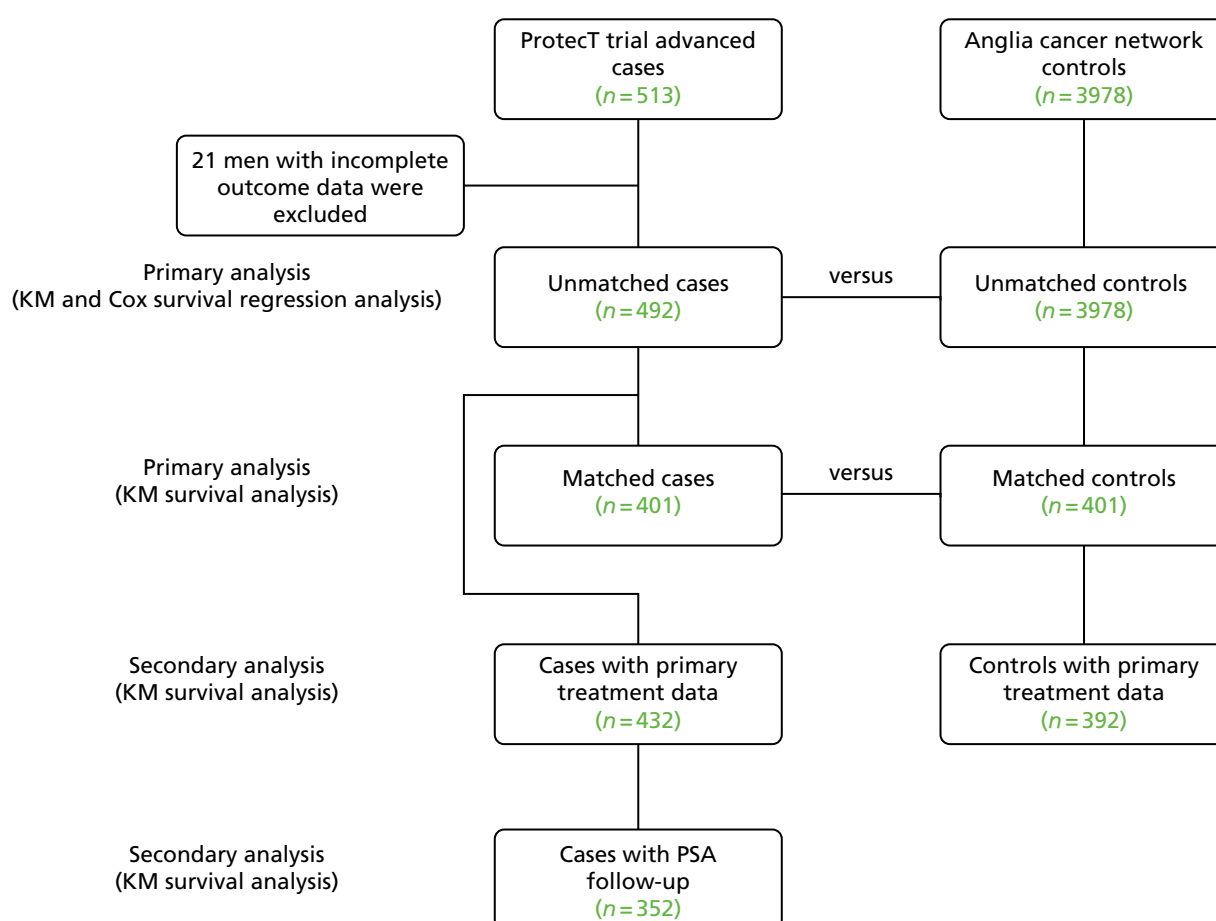 ProtecT trial advanced
cases
(n=513)
Anglia cancer network
controls
(n=3978)
21 men with incomplete
outcome data were
excluded
Primary analysis
(KM and Cox survival regression analysis)
Unmatched cases
(n=492)
versus
Unmatched controls
(n=3978)
Primary analysis
(KM survival analysis)
Matched cases
(n=401)
versus
Matched controls
(n=401)
Secondary analysis
(KM survival analysis)
Cases with primary
treatment data
(n=432)
Controls with primary
treatment data
(n=392)
Secondary analysis
(KM survival analysis)
Cases with PSA
follow-up
(n=352)